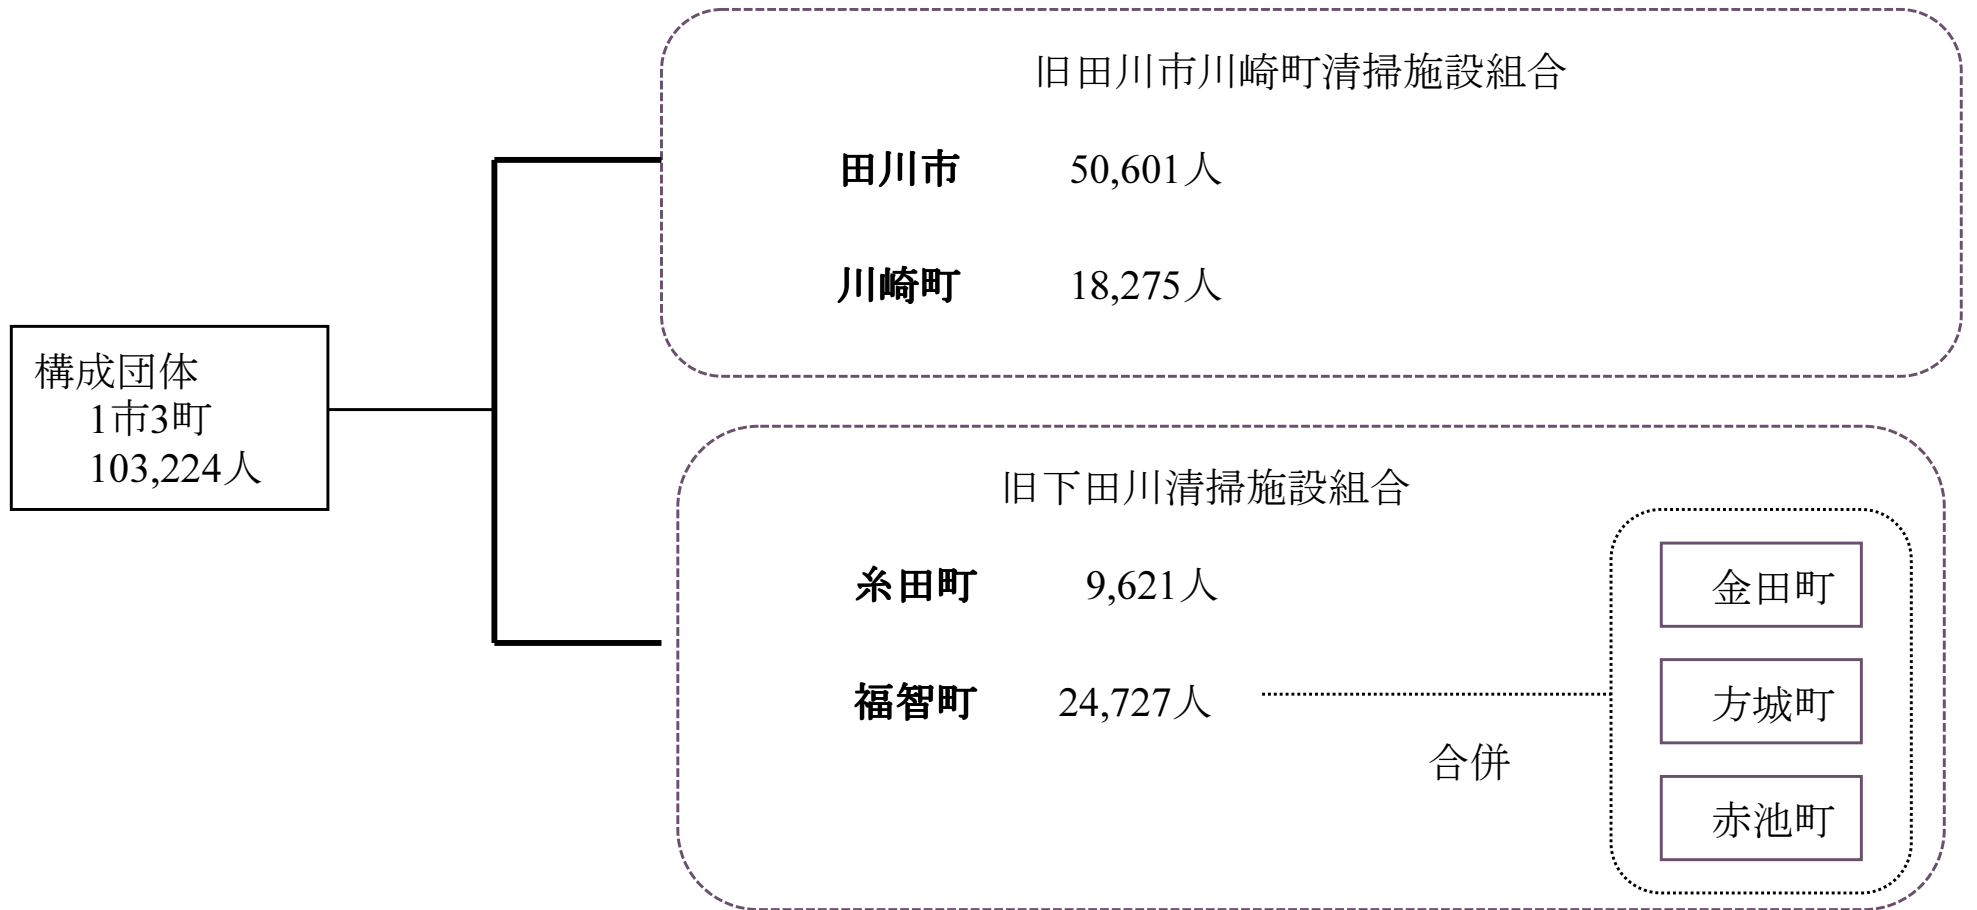 旧田川市川崎町清掃施設組合
田川市 50,601人
川崎町 18,275人
構成団体
1市3町
103,224人
旧下田川清掃施設組合
糸田町 9,621人
福智町 24,727人
合併
金田町
方城町
赤池町